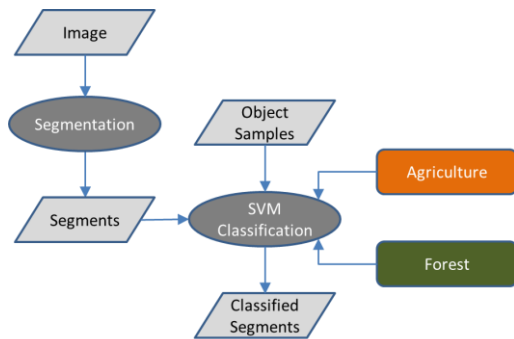 Image
Segmentation
Object
Samples
Agriculture
Segments
SVM
Classification
Forest
Classified
Segments